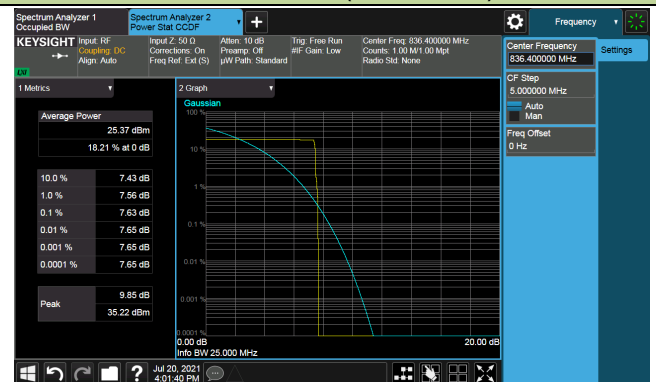 Spectrum Analyzer 1
Occupied BW
Spectrum Analyzer 2
Power Stat CCDF
Frequency
KEYSIGHT
Input: RF
Coupling: DC
Align: Auto
Input Z: 50 Ω
Corrections: On
Freq Ref: Ext (S)
Atten: 10 dB
Preamp: Off
µW Path: Standard
Trig: Free Run
#IF Gain: Low
Center Freq: 836.400000 MHz
Counts: 1.00 M/1.00 Mpt
Radio Std: None
LXI
Center Frequency
836.400000 MHz
Settings
CF Step
5.000000 MHz
Auto
Man
Freq Offset
0 Hz
1 Metrics
Average Power
25.37 dBm
18.21 % at 0 dB
10.0 % 7.43 dB
1.0 % 7.56 dB
0.1 % 7.63 dB
0.01 % 7.65 dB
0.001 % 7.65 dB
0.0001 % 7.65 dB
Peak
9.85 dB
35.22 dBm
2 Graph
Gaussian
100 %
10 %
1 %
0.1 %
0.01 %
0.001 %
0.0001 %
0.00 dB 20.00 dB
Info BW 25.000 MHz
Jul 20, 2021
4:01:40 PM